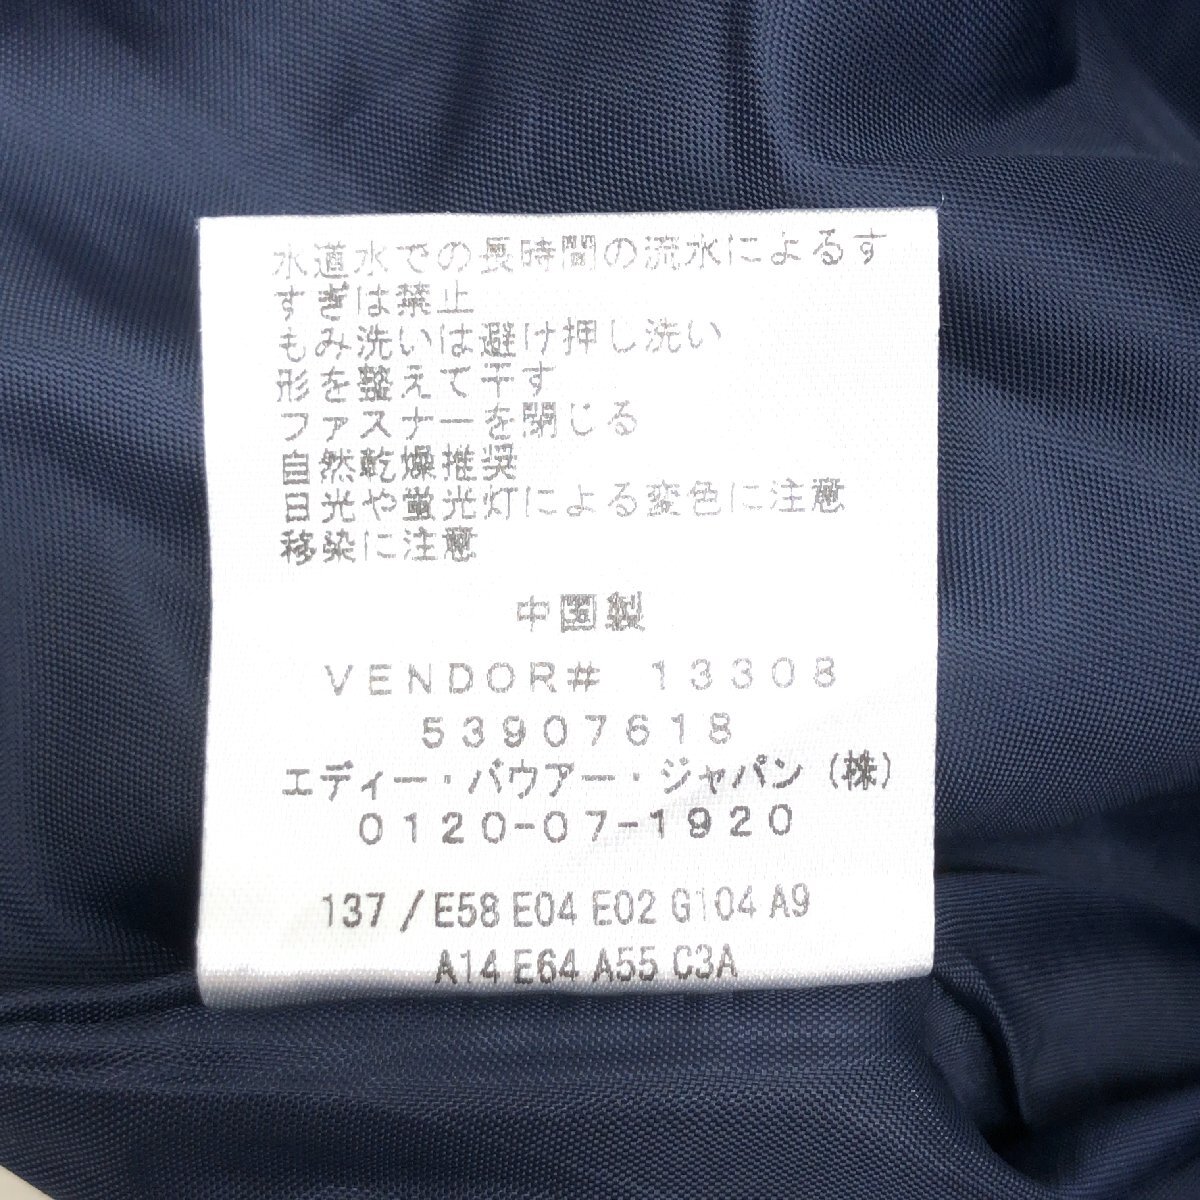 水道水での長時間の流水によるす
すぎは禁止
もみ洗いは避け押し洗い
形を整えて干す
ファスナーを閉じる
自然乾燥推奨
日光や蛍光灯による変色に注意
移染に注意
中国製
VENDOR# 13308
53907618
エディー・バウアー・ジャパン（株）
0120-07-1920
137 / E58 E04 E02 G104 A9
A14 E64 A55 C3A